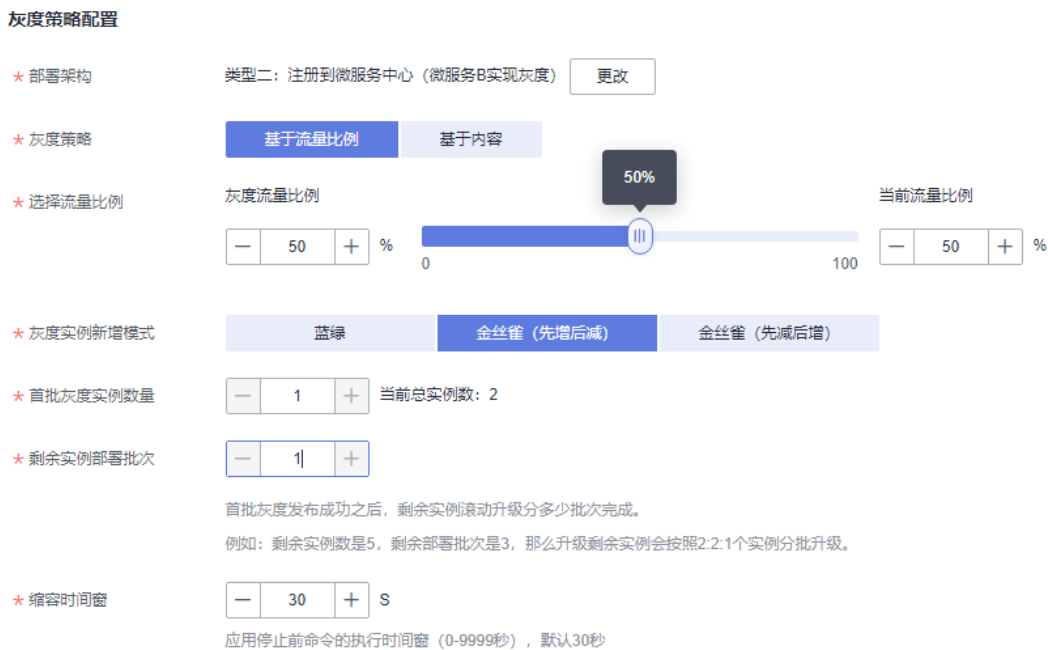 灰度策略配置
* 部署架构 类型二：注册到微服务中心（微服务B实现灰度） 更改
* 灰度策略 基于流量比例 基于内容
50%
* 选择流量比例 灰度流量比例 当前流量比例
— 50 + % — 50 + %
0 100
* 灰度实例新增模式 蓝绿 金丝雀（先增后减） 金丝雀（先减后增）
* 首批灰度实例数量 — 1 + 当前总实例数：2
* 剩余实例部署批次 — 1 +
首批灰度发布成功之后，剩余实例滚动升级分多少批次完成。
例如：剩余实例数是5，剩余部署批次是3，那么升级剩余实例会按照2:2:1个实例分批升级。
* 缩容时间窗 — 30 + S
应用停止前命令的执行时间窗（0-9999秒），默认30秒